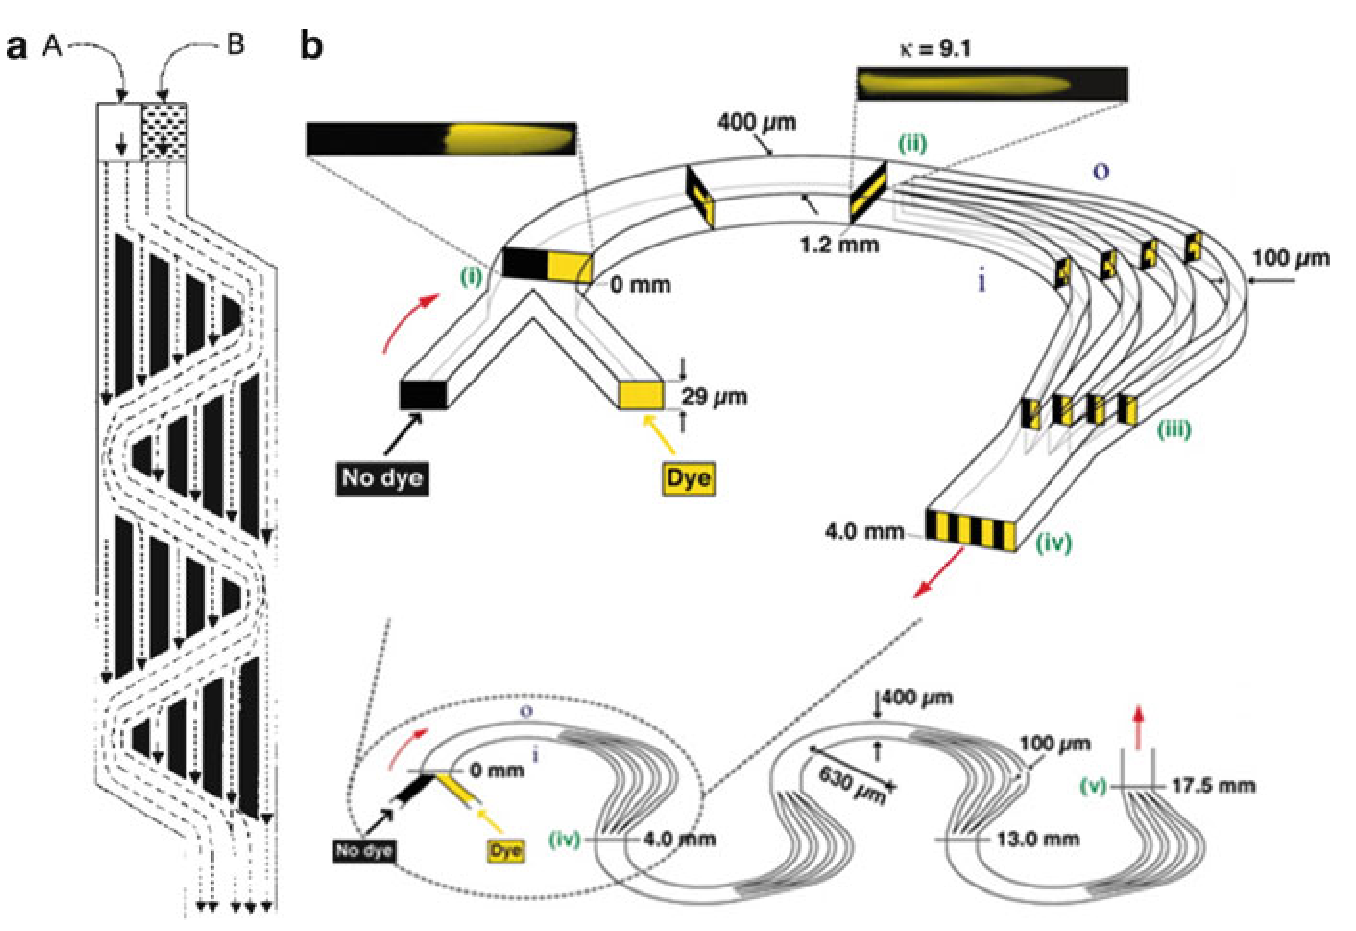 a A B
b
κ = 9.1
400 µm
(ii)
o
1.2 mm
i
(i)
0 mm
100 µm
29 µm
No dye
Dye
(iii)
4.0 mm
(iv)
o
400 µm
i
0 mm
100 µm
630 µm
(v) 17.5 mm
No dye
Dye
(iv) 4.0 mm
13.0 mm